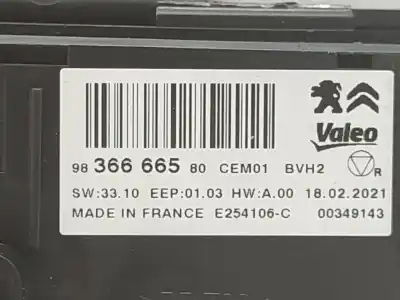 Valeo
98 366 665 80 CEM01 BVH2
R
SW:33.10 EEP:01.03 HW:A.00 18.02.2021
MADE IN FRANCE E254106-C 00349143